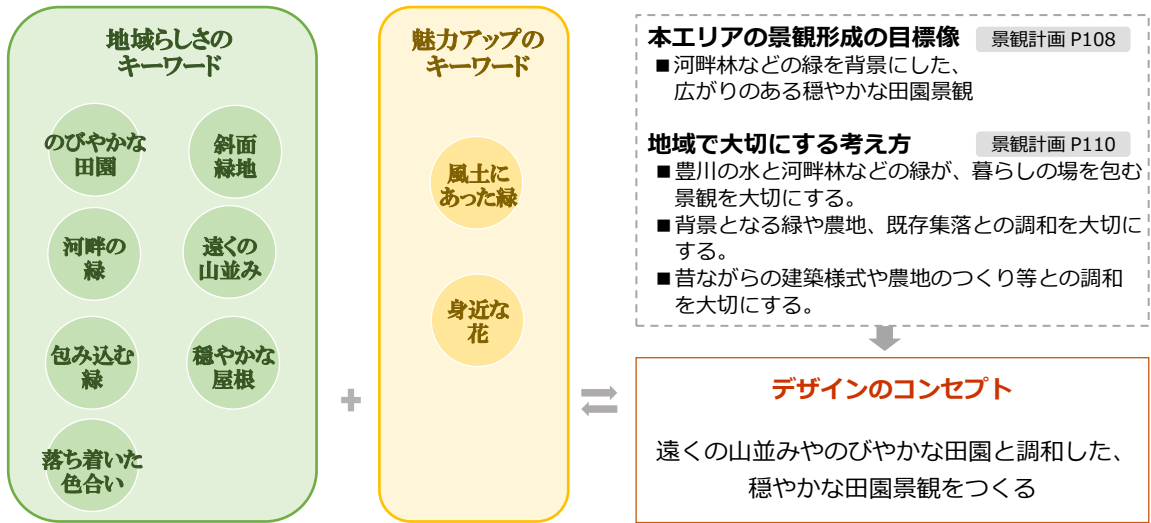 地域らしさの
キーワード
のびやかな
田園
斜面
緑地
河畔の
緑
遠くの
山並み
包み込む
緑
穏やかな
屋根
落ち着いた
色合い
+
魅力アップの
キーワード
風土に
あった緑
身近な
花
本エリアの景観形成の目標像 景観計画 P108
■河畔林などの緑を背景にした、
広がりのある穏やかな田園景観
地域で大切にする考え方 景観計画 P110
■豊川の水と河畔林などの緑が、暮らしの場を包む
景観を大切にする。
■背景となる緑や農地、既存集落との調和を大切に
する。
■昔ながらの建築様式や農地のつくり等との調和
を大切にする。
デザインのコンセプト
遠くの山並みやのびやかな田園と調和した、
穏やかな田園景観をつくる